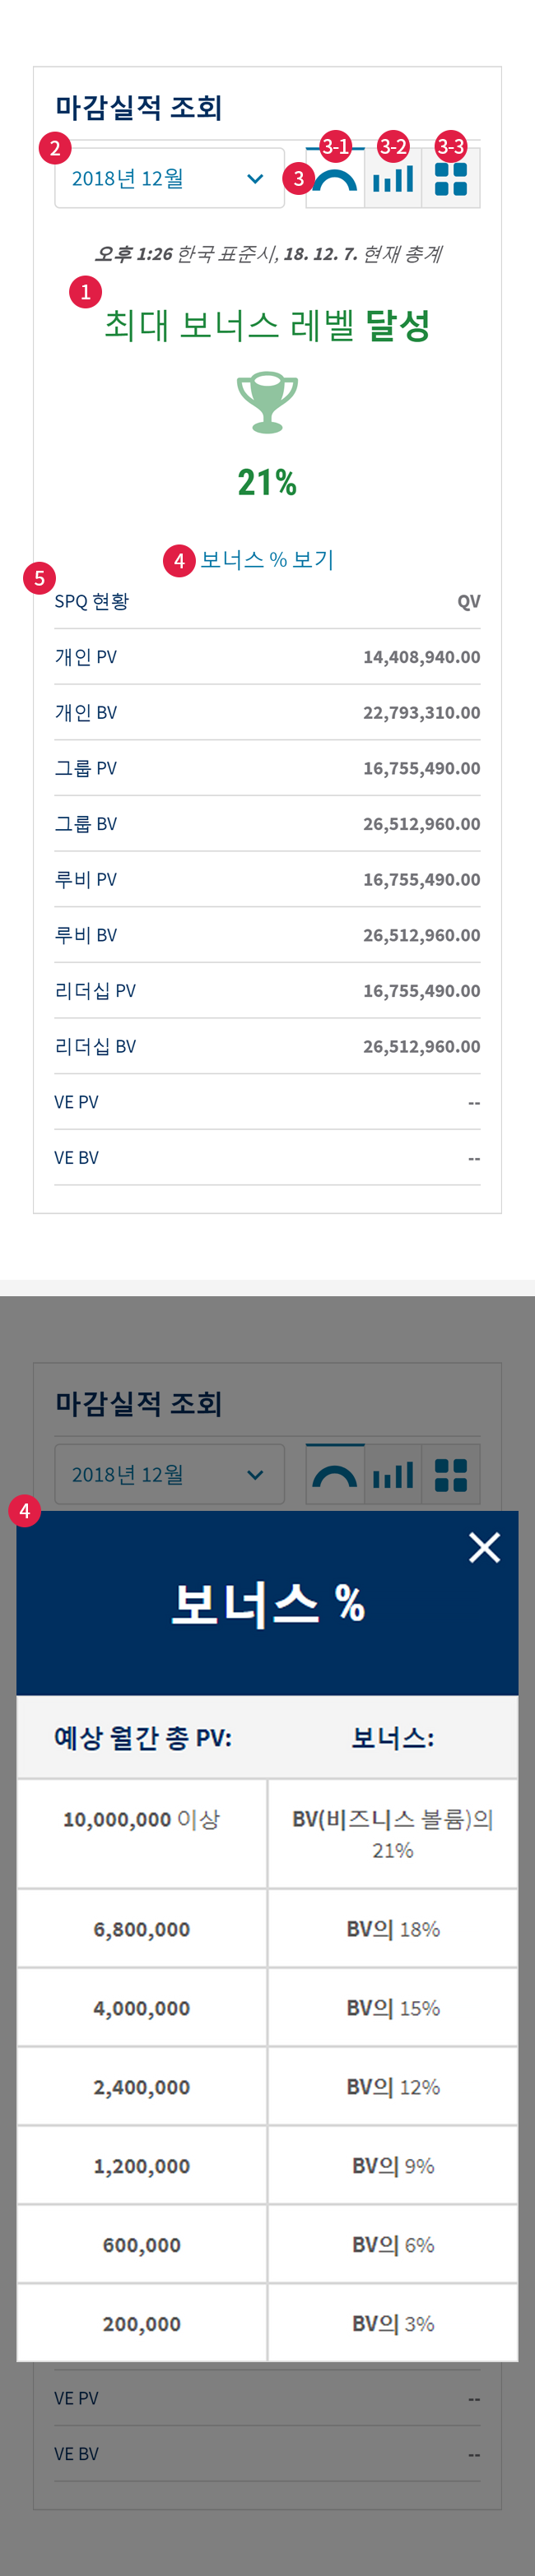 마감실적 조회
2
3-1
3-2
3-3
2018년 12월
3
오후 1:26 한국 표준시, 18. 12. 7. 현재 총계
1
최대 보너스 레벨 달성
21%
4 보너스 % 보기
5
SPQ 현황 QV
개인 PV 14,408,940.00
개인 BV 22,793,310.00
그룹 PV 16,755,490.00
그룹 BV 26,512,960.00
루비 PV 16,755,490.00
루비 BV 26,512,960.00
리더십 PV 16,755,490.00
리더십 BV 26,512,960.00
VE PV --
VE BV --
마감실적 조회
2018년 12월
4
보너스 %
예상 월간 총 PV: 보너스:
10,000,000 이상 BV(비즈니스 볼륨)의
21%
6,800,000 BV의 18%
4,000,000 BV의 15%
2,400,000 BV의 12%
1,200,000 BV의 9%
600,000 BV의 6%
200,000 BV의 3%
VE PV --
VE BV --